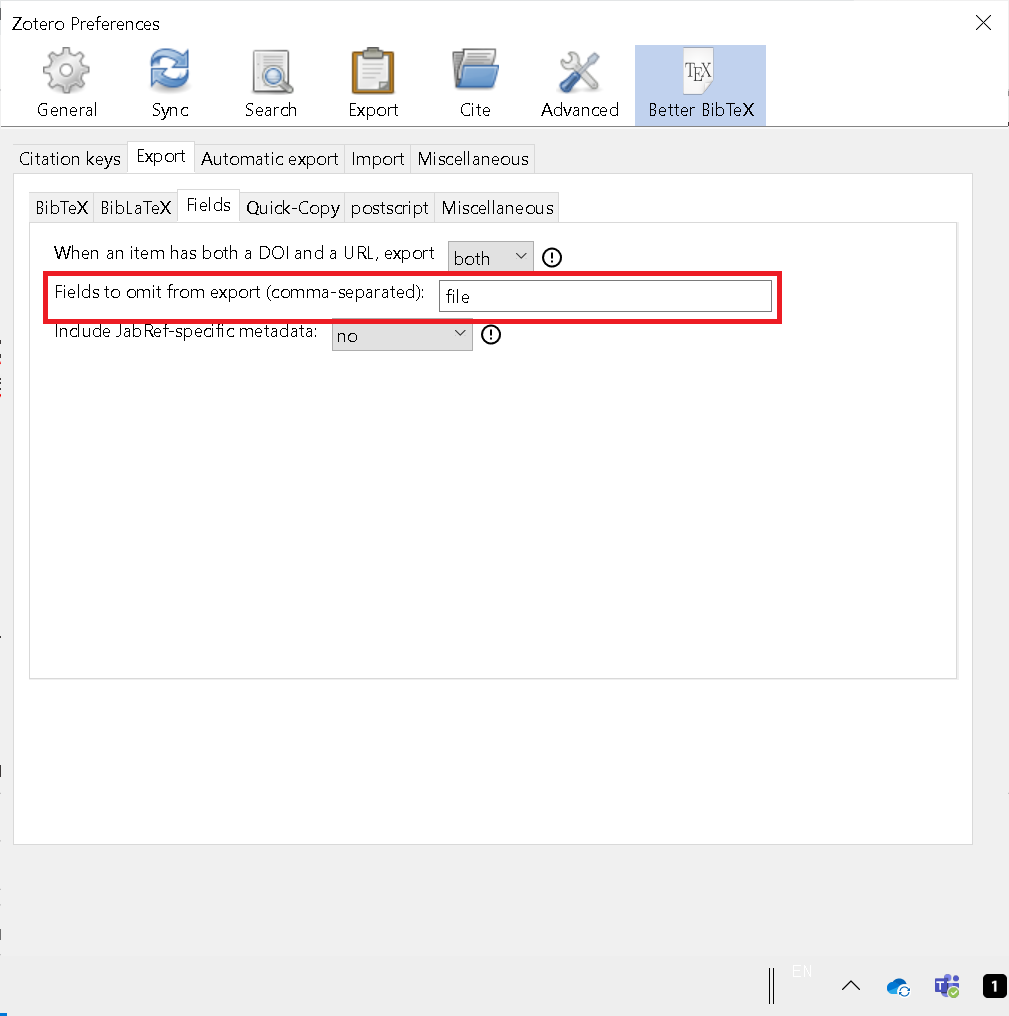 Zotero Preferences
General Sync Search Export Cite Advanced Better BibTeX
TEX
Citation keys Export Automatic export Import Miscellaneous
BibTeX BibLaTeX Fields Quick-Copy postscript Miscellaneous
When an item has both a DOI and a URL, export both
Fields to omit from export (comma-separated): file
Include JabRef-specific metadata: no
EN
T
1